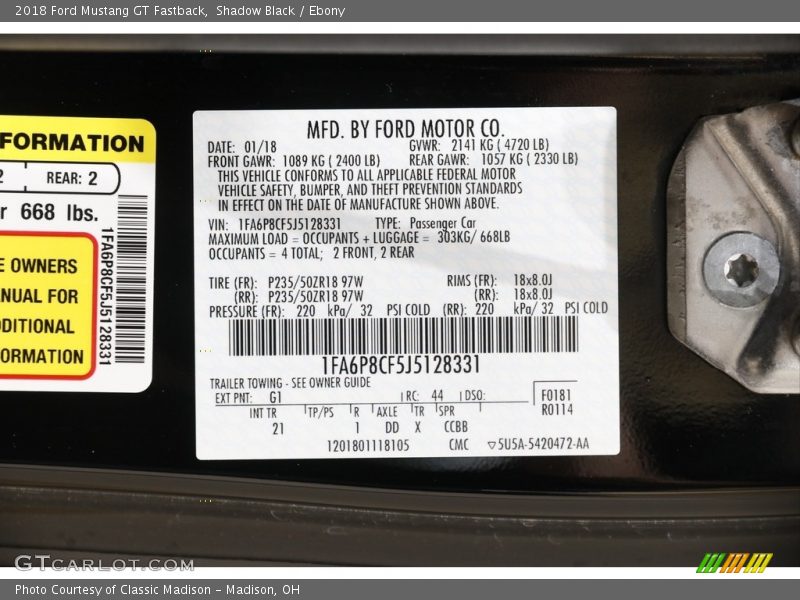 2018 Ford Mustang GT Fastback,  Shadow Black / Ebony
FORMATION
2 REAR: 2
r 668 lbs.
E OWNERS
NUAL FOR
DITIONAL
ORMATION
1FA6P8CF5J5128331
MFD. BY FORD MOTOR CO.
DATE: 01/18 GVWR: 2141 KG ( 4720 LB)
FRONT GAWR: 1089 KG ( 2400 LB) REAR GAWR: 1057 KG ( 2330 LB)
THIS VEHICLE CONFORMS TO ALL APPLICABLE FEDERAL MOTOR
VEHICLE SAFETY, BUMPER, AND THEFT PREVENTION STANDARDS
IN EFFECT ON THE DATE OF MANUFACTURE SHOWN ABOVE.
VIN: 1FA6P8CF5J5128331 TYPE: Passenger Car
MAXIMUM LOAD = OCCUPANTS + LUGGAGE = 303KG/ 668LB
OCCUPANTS = 4 TOTAL; 2 FRONT, 2 REAR
TIRE (FR): P235/50ZR18 97W RIMS (FR): 18x8.0J
(RR): P235/50ZR18 97W (RR): 18x8.0J
PRESSURE (FR): 220 kPa/ 32 PSI COLD (RR): 220 kPa/ 32 PSI COLD
1FA6P8CF5J5128331
TRAILER TOWING - SEE OWNER GUIDE
EXT PNT: G1 RC: 44 DSO: F0181
INT TR TP/PS R AXLE TR SPR R0114
21 1 DD X CCBB
1201801118105 CMC ▽5U5A-5420472-AA
GTCARLOT.COM
Photo Courtesy of Classic Madison – Madison, OH